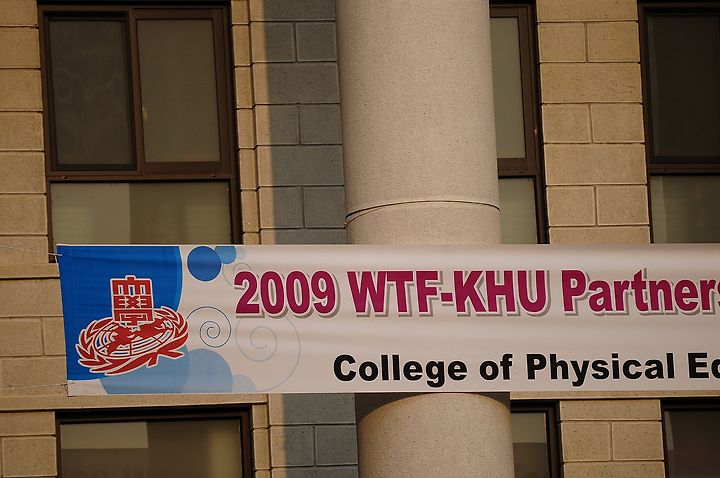 2009 WTF-KHU Partners
College of Physical Ed